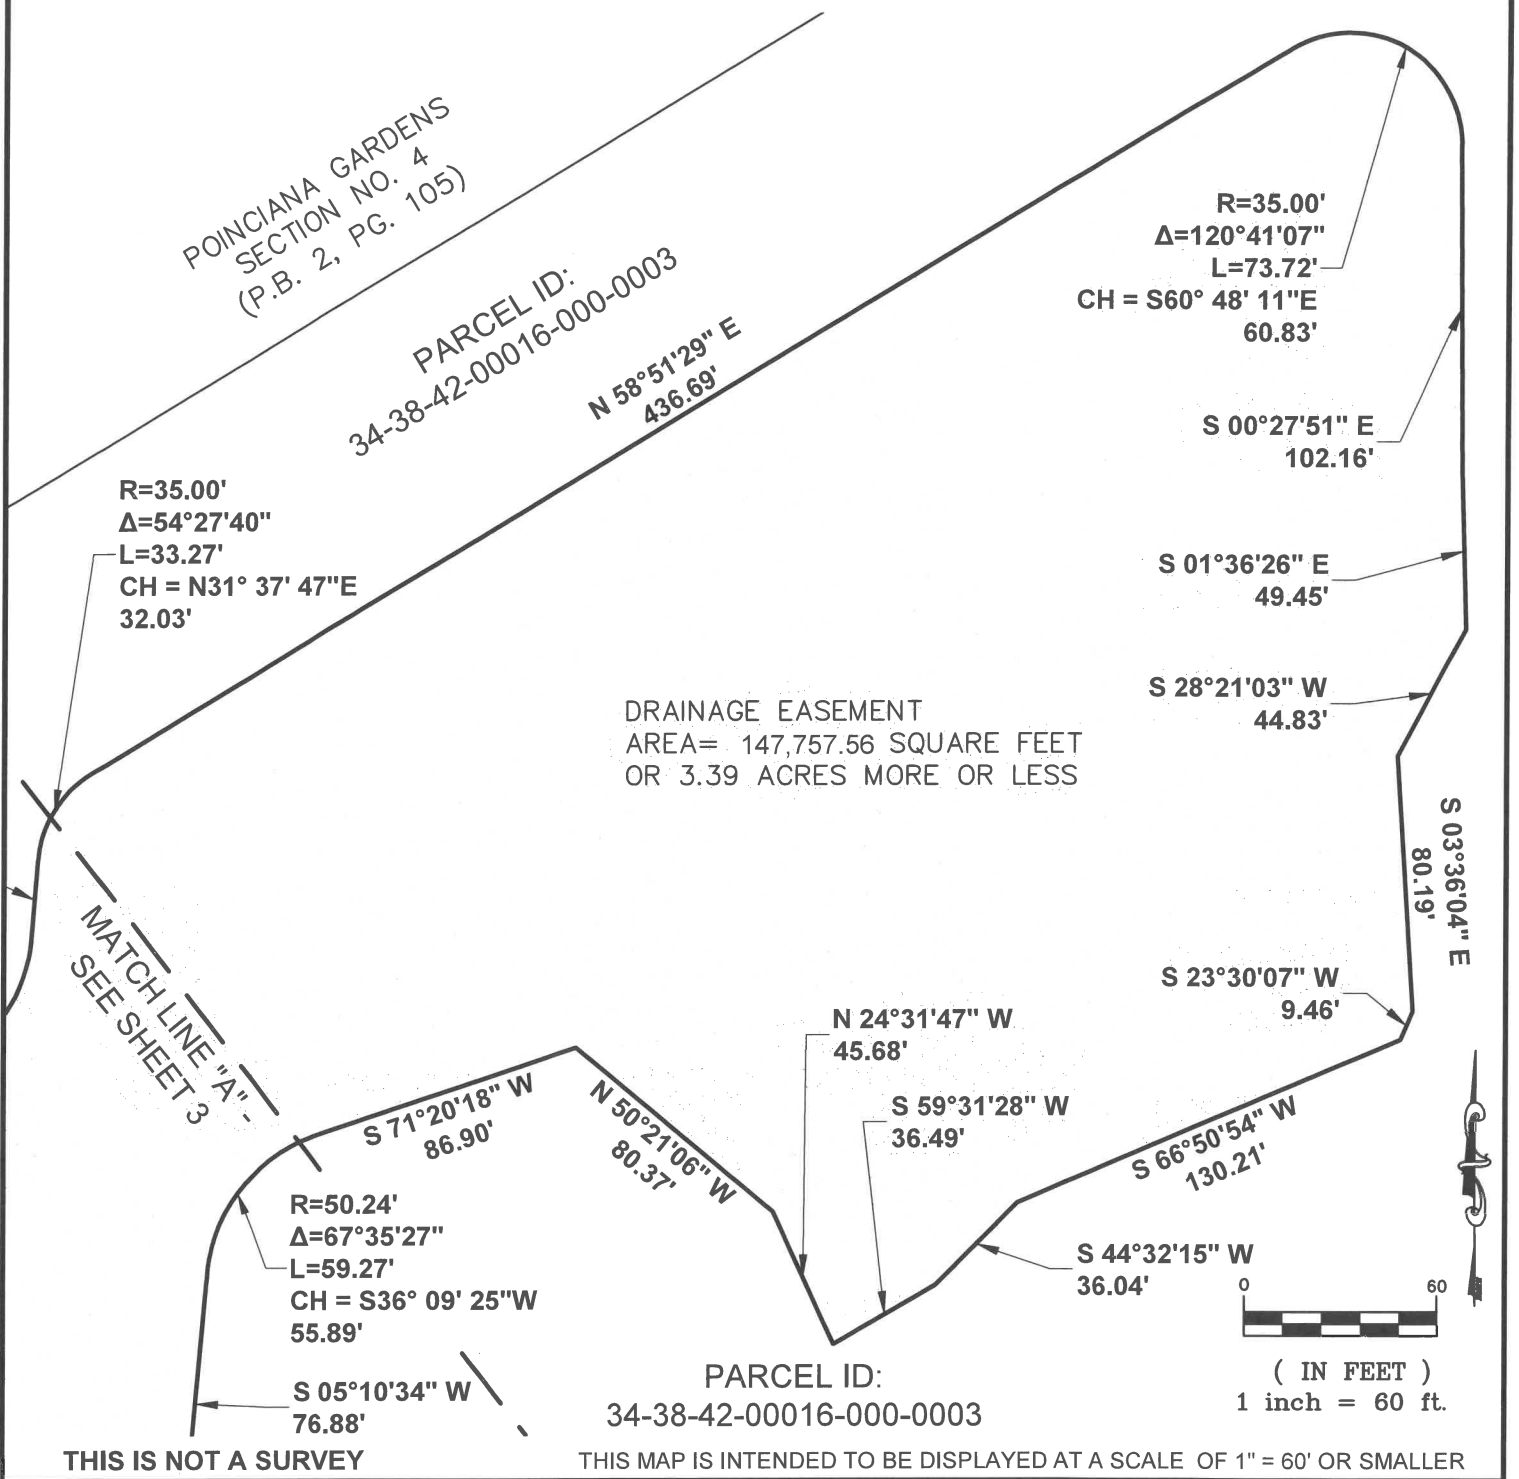 POINCIANA GARDENS
SECTION NO. 4
(P.B. 2, PG. 105)
PARCEL ID:
34-38-42-00016-000-0003
N 58°51'29" E
436.69'
R=35.00'
Δ=120°41'07"
L=73.72'
CH = S60° 48' 11"E
60.83'
S 00°27'51" E
102.16'
R=35.00'
Δ=54°27'40"
L=33.27'
CH = N31° 37' 47"E
32.03'
S 01°36'26" E
49.45'
S 28°21'03" W
44.83'
DRAINAGE EASEMENT
AREA= 147,757.56 SQUARE FEET
OR 3.39 ACRES MORE OR LESS
S 03°36'04" E
80.19'
MATCH LINE "A" -
SEE SHEET 3
S 23°30'07" W
9.46'
N 24°31'47" W
45.68'
S 59°31'28" W
36.49'
S 71°20'18" W
86.90'
N 50°21'06" W
80.37'
S 66°50'54" W
130.21'
R=50.24'
Δ=67°35'27"
L=59.27'
CH = S36° 09' 25"W
55.89'
S 44°32'15" W
36.04'
0 60
( IN FEET )
1 inch = 60 ft.
S 05°10'34" W
76.88'
PARCEL ID:
34-38-42-00016-000-0003
THIS IS NOT A SURVEY
THIS MAP IS INTENDED TO BE DISPLAYED AT A SCALE OF 1" = 60' OR SMALLER